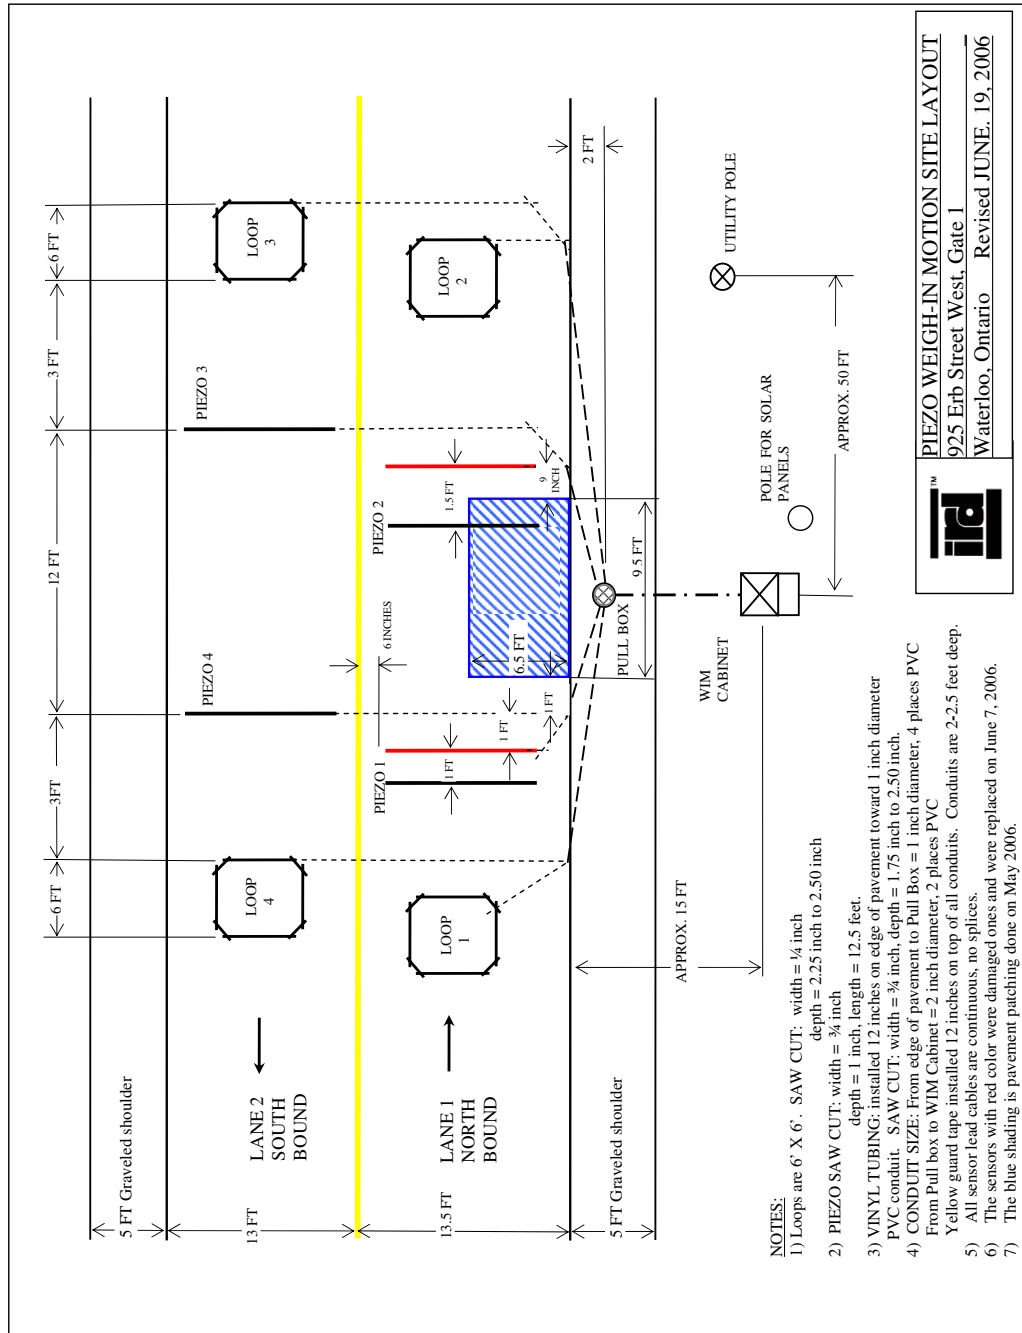 6 FT
3FT
12 FT
3 FT
6 FT
5 FT Graveled shoulder
13 FT
LANE 2
SOUTH
BOUND
LOOP
4
PIEZO 4
PIEZO 3
LOOP
3
13.5 FT
LANE 1
NORTH
BOUND
LOOP
1
PIEZO 1
1 FT
1 FT
1 FT
6 INCHES
6.5 FT
PIEZO 2
1.5 FT
9
INCH
LOOP
2
2 FT
5 FT Graveled shoulder
PULL BOX
9.5 FT
APPROX. 15 FT
WIM
CABINET
POLE FOR SOLAR
PANELS
UTILITY POLE
APPROX. 50 FT
NOTES:
1) Loops are 6' X 6'. SAW CUT: width = ¼ inch
depth = 2.25 inch to 2.50 inch
2) PIEZO SAW CUT: width = ¾ inch
depth = 1 inch, length = 12.5 feet.
3) VINYL TUBING: installed 12 inches on edge of pavement toward 1 inch diameter
PVC conduit. SAW CUT: width = ¾ inch, depth = 1.75 inch to 2.50 inch.
4) CONDUIT SIZE: From edge of pavement to Pull Box = 1 inch diameter, 4 places PVC
From Pull box to WIM Cabinet = 2 inch diameter, 2 places PVC
Yellow guard tape installed 12 inches on top of all conduits. Conduits are 2-2.5 feet deep.
5) All sensor lead cables are continuous, no splices.
6) The sensors with red color were damaged ones and were replaced on June 7, 2006.
7) The blue shading is pavement patching done on May 2006.
ird™
PIEZO WEIGH-IN MOTION SITE LAYOUT
925 Erb Street West, Gate 1
Waterloo, Ontario Revised JUNE. 19, 2006